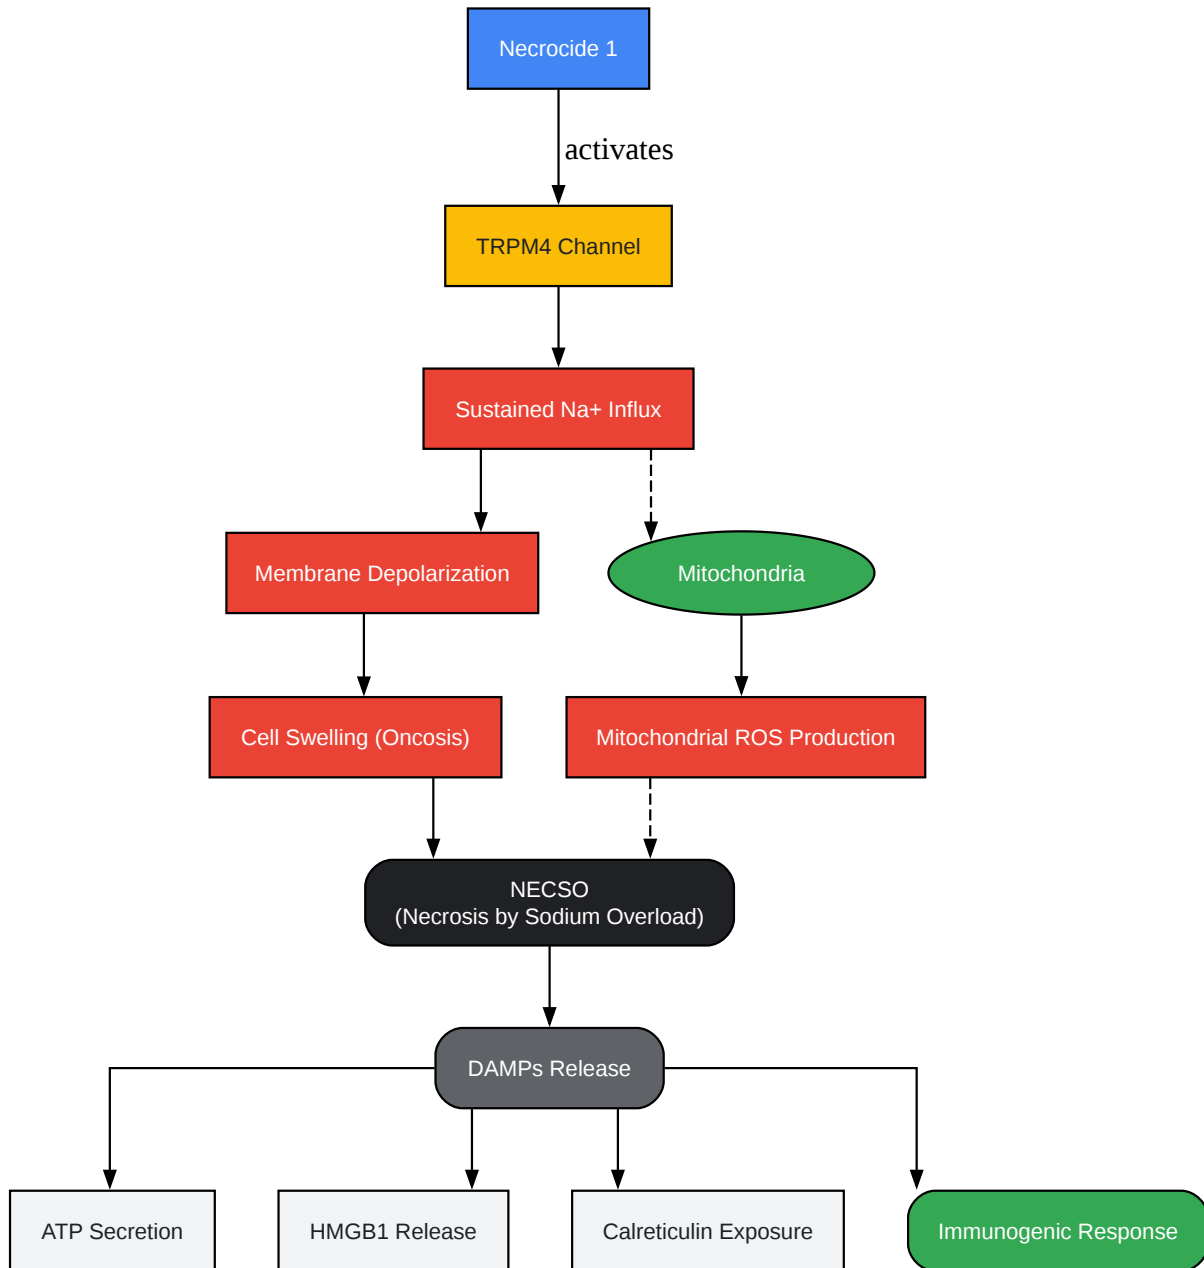 Necrocide 1
activates
TRPM4 Channel
Sustained Na+ Influx
Membrane Depolarization
Mitochondria
Cell Swelling (Oncosis)
Mitochondrial ROS Production
NECSO
(Necrosis by Sodium Overload)
DAMPs Release
ATP Secretion
HMGB1 Release
Calreticulin Exposure
Immunogenic Response